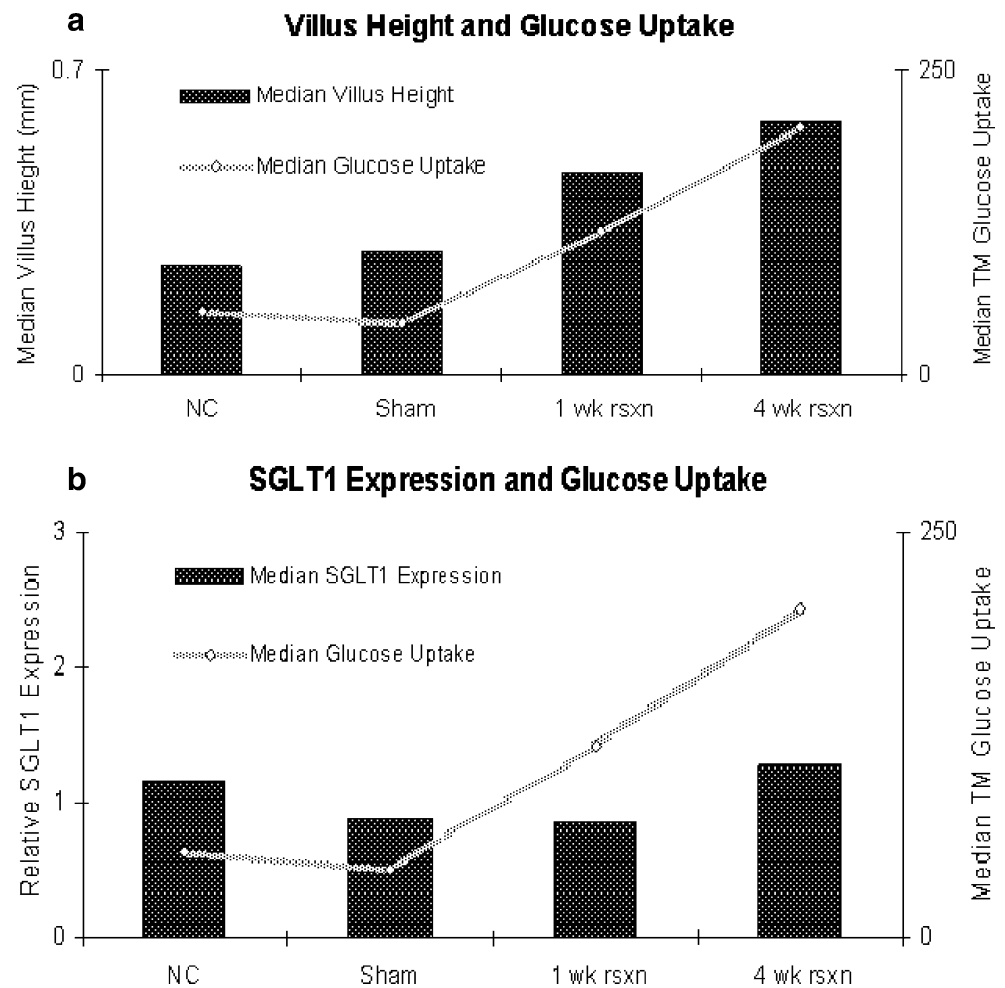 a
Villus Height and Glucose Uptake
0.7
250
Median Villus Height
Median Glucose Uptake
Median Villus Hieght (mm)
Median TM Glucose Uptake
0
0
NC
Sham
1 wk rsxn
4 wk rsxn
b
SGLT1 Expression and Glucose Uptake
3
250
Median SGLT1 Expression
Median Glucose Uptake
2
1
Relative SGLT1 Expression
Median TM Glucose Uptake
0
0
NC
Sham
1 wk rsxn
4 wk rsxn